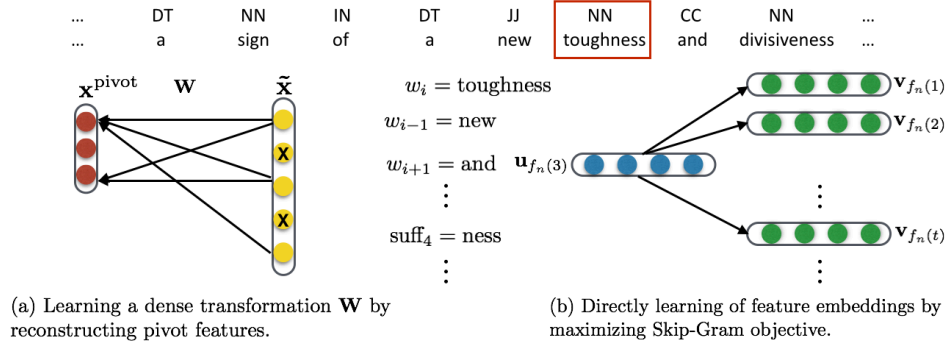 ... DT NN IN DT JJ NN CC NN ...
... a sign of a new toughness and divisiveness ...
x^pivot W x̃
X
X
w_i = toughness
w_{i−1} = new
w_{i+1} = and
⋮
suff_4 = ness
⋮
u_{f_n(3)}
v_{f_n(1)}
v_{f_n(2)}
⋮
v_{f_n(t)}
⋮
(a) Learning a dense transformation W by
reconstructing pivot features.
(b) Directly learning of feature embeddings by
maximizing Skip-Gram objective.